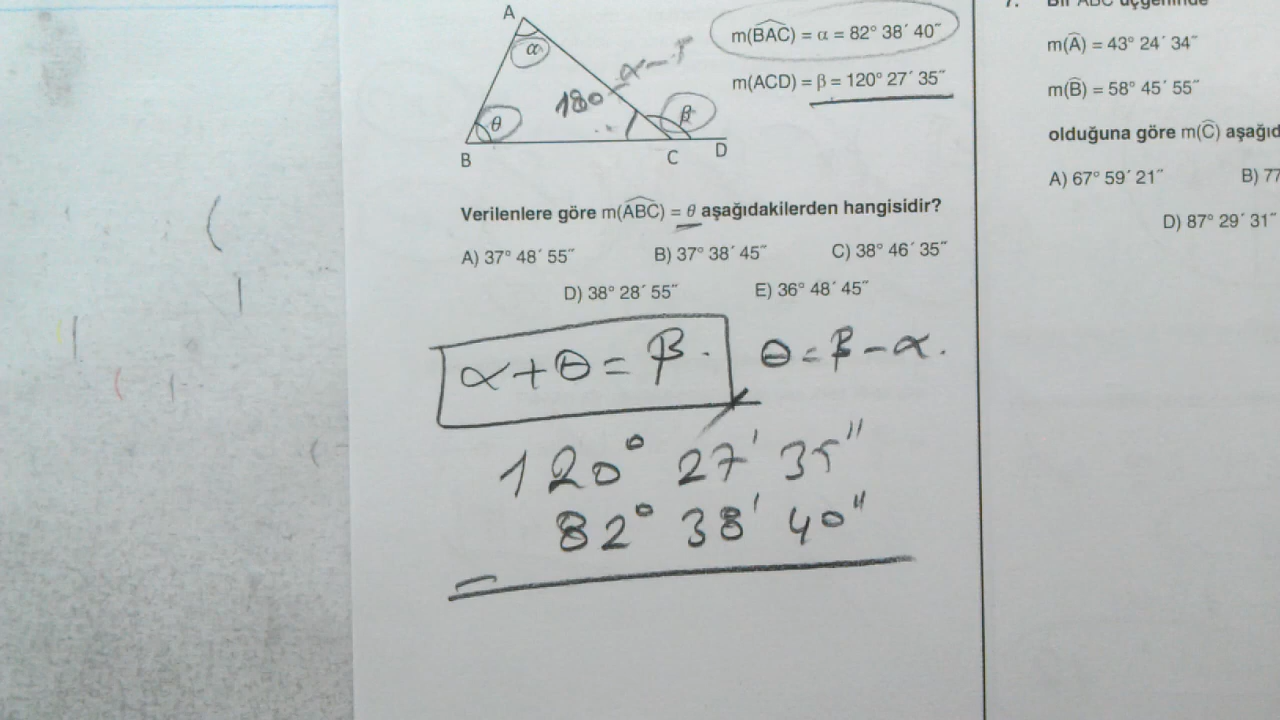 A
α
θ
β
180 - α - β
B
C
D
m(BAC) = α = 82° 38´ 40˝
m(ACD) = β = 120° 27´ 35˝
Verilenlere göre m(ABC) = θ aşağıdakilerden hangisidir?
A) 37° 48´ 55˝ B) 37° 38´ 45˝ C) 38° 46´ 35˝
D) 38° 28´ 55˝ E) 36° 48´ 45˝
α + θ = β. θ = β - α.
120° 27' 35"
82° 38' 40"
-
7.
m(A) = 43° 24´ 34˝
m(B) = 58° 45´ 55˝
olduğuna göre m(C) aşağıd
A) 67° 59´ 21˝ B) 77
D) 87° 29´ 31˝